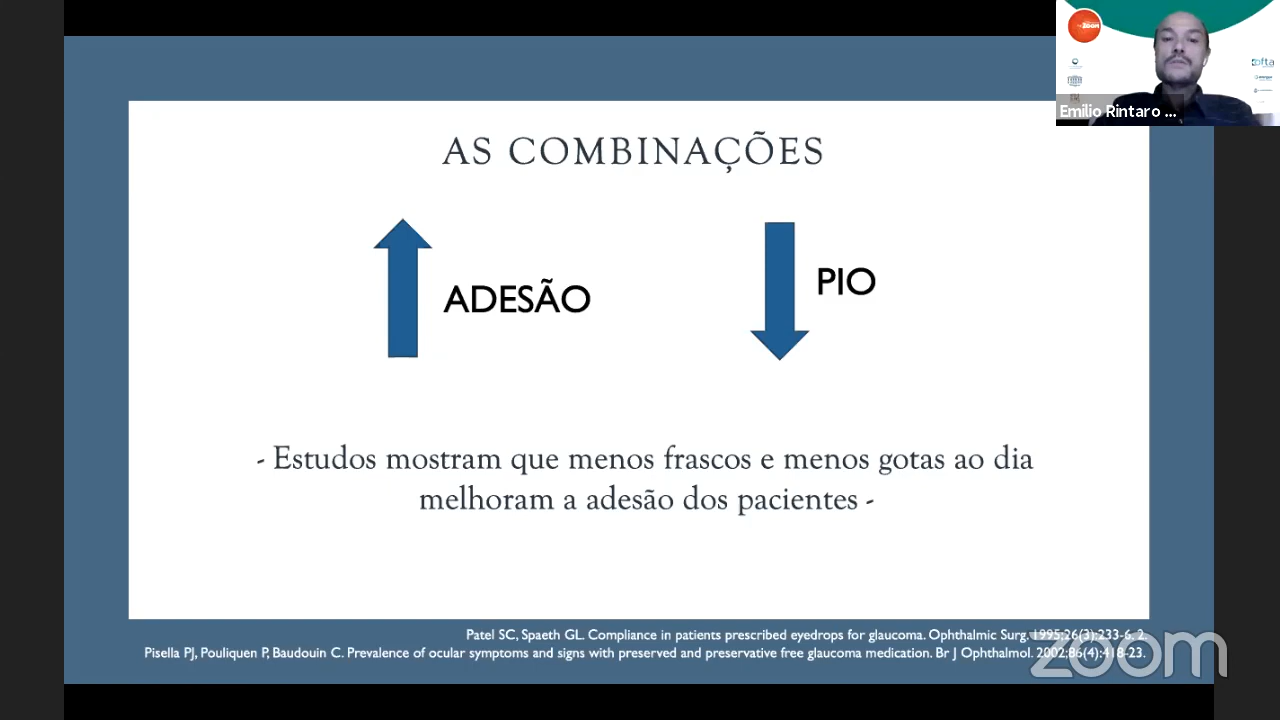 AS COMBINAÇÕES
ADESÃO
PIO
- Estudos mostram que menos frascos e menos gotas ao dia
melhoram a adesão dos pacientes -
Patel SC, Spaeth GL. Compliance in patients prescribed eyedrops for glaucoma. Ophthalmic Surg. 1995;26(3):233-6. 2.
Pisella PJ, Pouliquen P, Baudouin C. Prevalence of ocular symptoms and signs with preserved and preservative free glaucoma medication. Br J Ophthalmol. 2002;86(4):418-23.
zoom
Emilio Rintaro ...
ofta